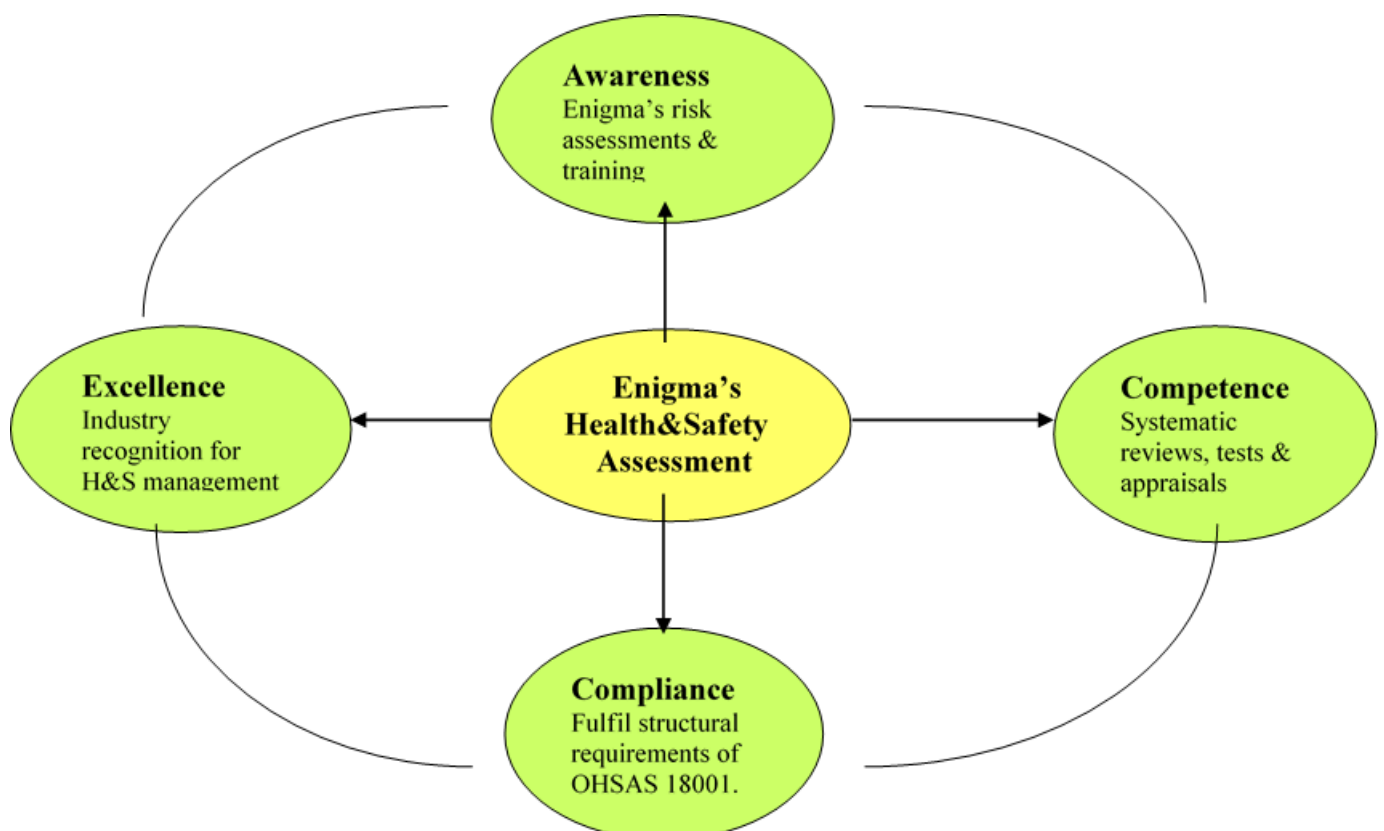 Awareness
Enigma’s risk
assessments &
training
Excellence
Industry
recognition for
H&S management
Enigma’s
Health&Safety
Assessment
Competence
Systematic
reviews, tests &
appraisals
Compliance
Fulfil structural
requirements of
OHSAS 18001.